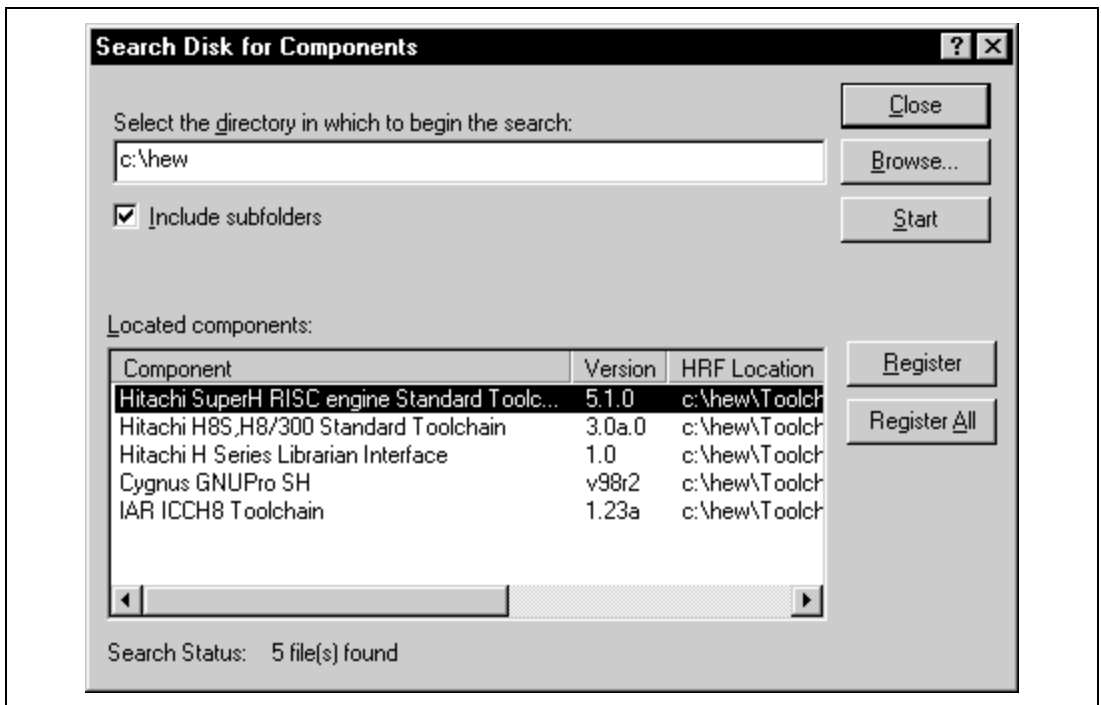 Search Disk for Components
Select the directory in which to begin the search:
c:\hew
Include subfolders
Close
Browse...
Start
Located components:
Component Version HRF Location
Hitachi SuperH RISC engine Standard Toolc... 5.1.0 c:\hew\Toolch
Hitachi H8S,H8/300 Standard Toolchain 3.0a.0 c:\hew\Toolch
Hitachi H Series Librarian Interface 1.0 c:\hew\Toolch
Cygnus GNUPro SH v98r2 c:\hew\Toolch
IAR ICCH8 Toolchain 1.23a c:\hew\Toolch
Register
Register All
Search Status: 5 file(s) found